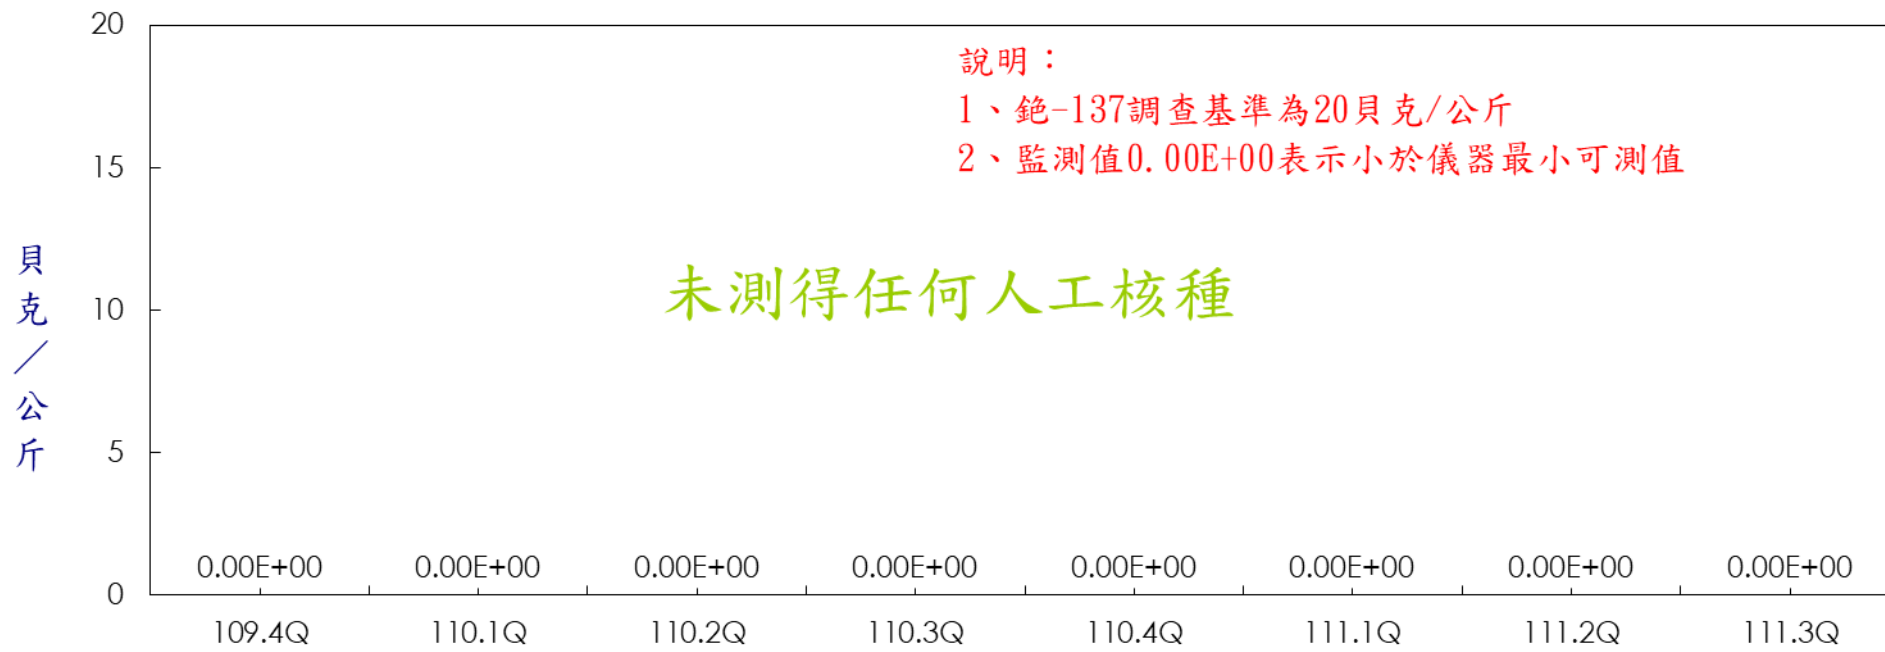 20
說明：
1、銫-137調查基準為20貝克/公斤
2、監測值0.00E+00表示小於儀器最小可測值
15
貝克／公斤
未測得任何人工核種
10
5
0.00E+00 0.00E+00 0.00E+00 0.00E+00 0.00E+00 0.00E+00 0.00E+00 0.00E+00
0
109.4Q 110.1Q 110.2Q 110.3Q 110.4Q 111.1Q 111.2Q 111.3Q